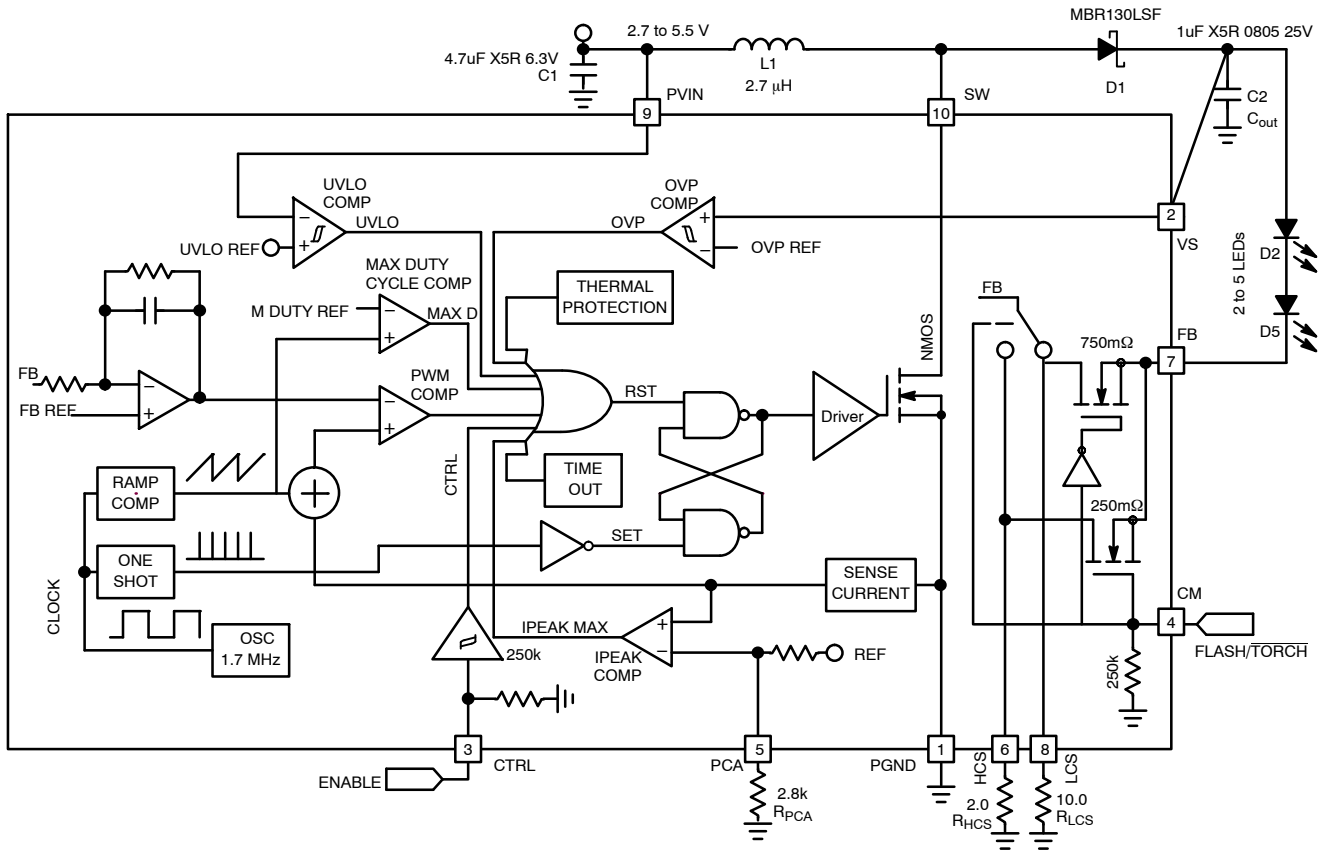 MBR130LSF
2.7 to 5.5 V
1uF X5R 0805 25V
4.7uF X5R 6.3V
C1
L1
2.7 μH
D1
C2
Cout
PVIN
SW
9
10
UVLO
COMP
OVP
COMP
UVLO
OVP
UVLO REF
OVP REF
2
VS
MAX DUTY
CYCLE COMP
M DUTY REF
MAX D
THERMAL
PROTECTION
FB
2 to 5 LEDs
D2
D5
NMOS
750mΩ
FB
7
FB
FB REF
PWM
COMP
RST
Driver
RAMP
COMP
CTRL
TIME
OUT
250mΩ
ONE
SHOT
SET
SENSE
CURRENT
CLOCK
OSC
1.7 MHz
IPEAK MAX
IPEAK
COMP
250k
REF
CM
4
FLASH/TORCH
250k
3
5
1
6
8
CTRL
PCA
PGND
HCS
LCS
ENABLE
2.8k
RPCA
2.0
RHCS
10.0
RLCS